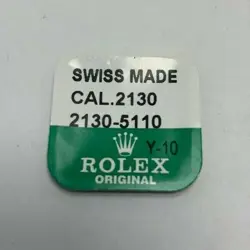 SWISS MADE
CAL.2130
2130-5110
Y-10
ROLEX
ORIGINAL